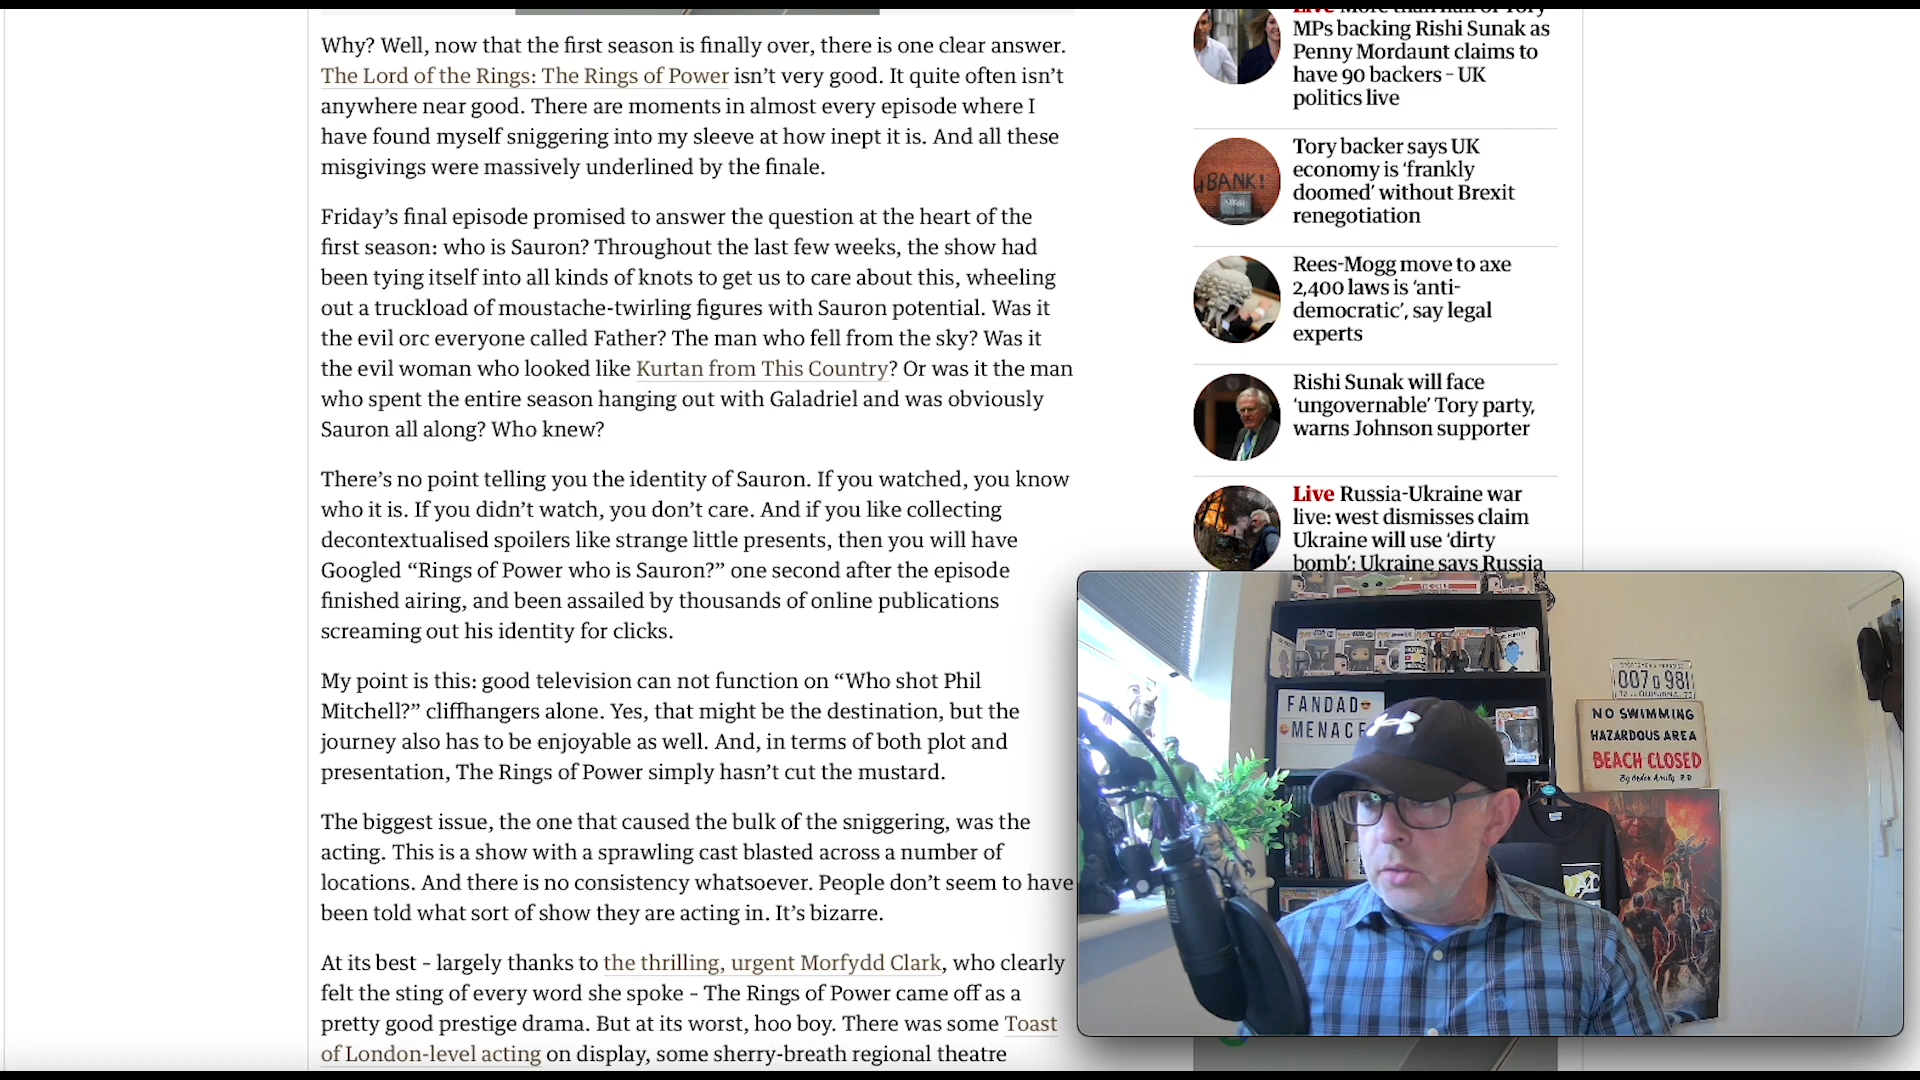 Why? Well, now that the first season is finally over, there is one clear answer.
The Lord of the Rings: The Rings of Power isn’t very good. It quite often isn’t
anywhere near good. There are moments in almost every episode where I
have found myself sniggering into my sleeve at how inept it is. And all these
misgivings were massively underlined by the finale.
Friday’s final episode promised to answer the question at the heart of the
first season: who is Sauron? Throughout the last few weeks, the show had
been tying itself into all kinds of knots to get us to care about this, wheeling
out a truckload of moustache-twirling figures with Sauron potential. Was it
the evil orc everyone called Father? The man who fell from the sky? Was it
the evil woman who looked like Kurtan from This Country? Or was it the man
who spent the entire season hanging out with Galadriel and was obviously
Sauron all along? Who knew?
There’s no point telling you the identity of Sauron. If you watched, you know
who it is. If you didn’t watch, you don’t care. And if you like collecting
decontextualised spoilers like strange little presents, then you will have
Googled “Rings of Power who is Sauron?” one second after the episode
finished airing, and been assailed by thousands of online publications
screaming out his identity for clicks.
My point is this: good television can not function on “Who shot Phil
Mitchell?” cliffhangers alone. Yes, that might be the destination, but the
journey also has to be enjoyable as well. And, in terms of both plot and
presentation, The Rings of Power simply hasn’t cut the mustard.
The biggest issue, the one that caused the bulk of the sniggering, was the
acting. This is a show with a sprawling cast blasted across a number of
locations. And there is no consistency whatsoever. People don’t seem to have
been told what sort of show they are acting in. It’s bizarre.
At its best – largely thanks to the thrilling, urgent Morfydd Clark, who clearly
felt the sting of every word she spoke – The Rings of Power came off as a
pretty good prestige drama. But at its worst, hoo boy. There was some Toast
of London-level acting on display, some sherry-breath regional theatre
Live More than half of Tory
MPs backing Rishi Sunak as
Penny Mordaunt claims to
have 90 backers – UK
politics live
BANK!
Tory backer says UK
economy is ‘frankly
doomed’ without Brexit
renegotiation
Rees-Mogg move to axe
2,400 laws is ‘anti-
democratic’, say legal
experts
Rishi Sunak will face
‘ungovernable’ Tory party,
warns Johnson supporter
Live Russia-Ukraine war
live: west dismisses claim
Ukraine will use ‘dirty
bomb’; Ukraine says Russia
FANDAD
MENACE
007 981
NO SWIMMING
HAZARDOUS AREA
BEACH CLOSED
By Order Amity P.D